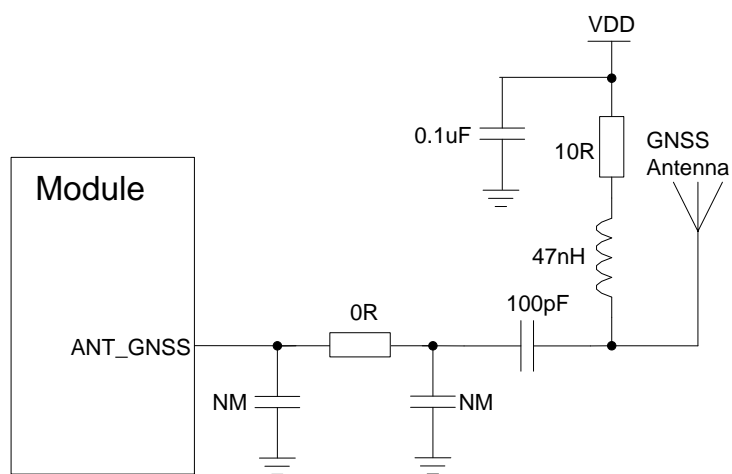 VDD
0.1uF
10R
GNSS
Antenna
Module
47nH
100pF
0R
ANT_GNSS
NM
NM